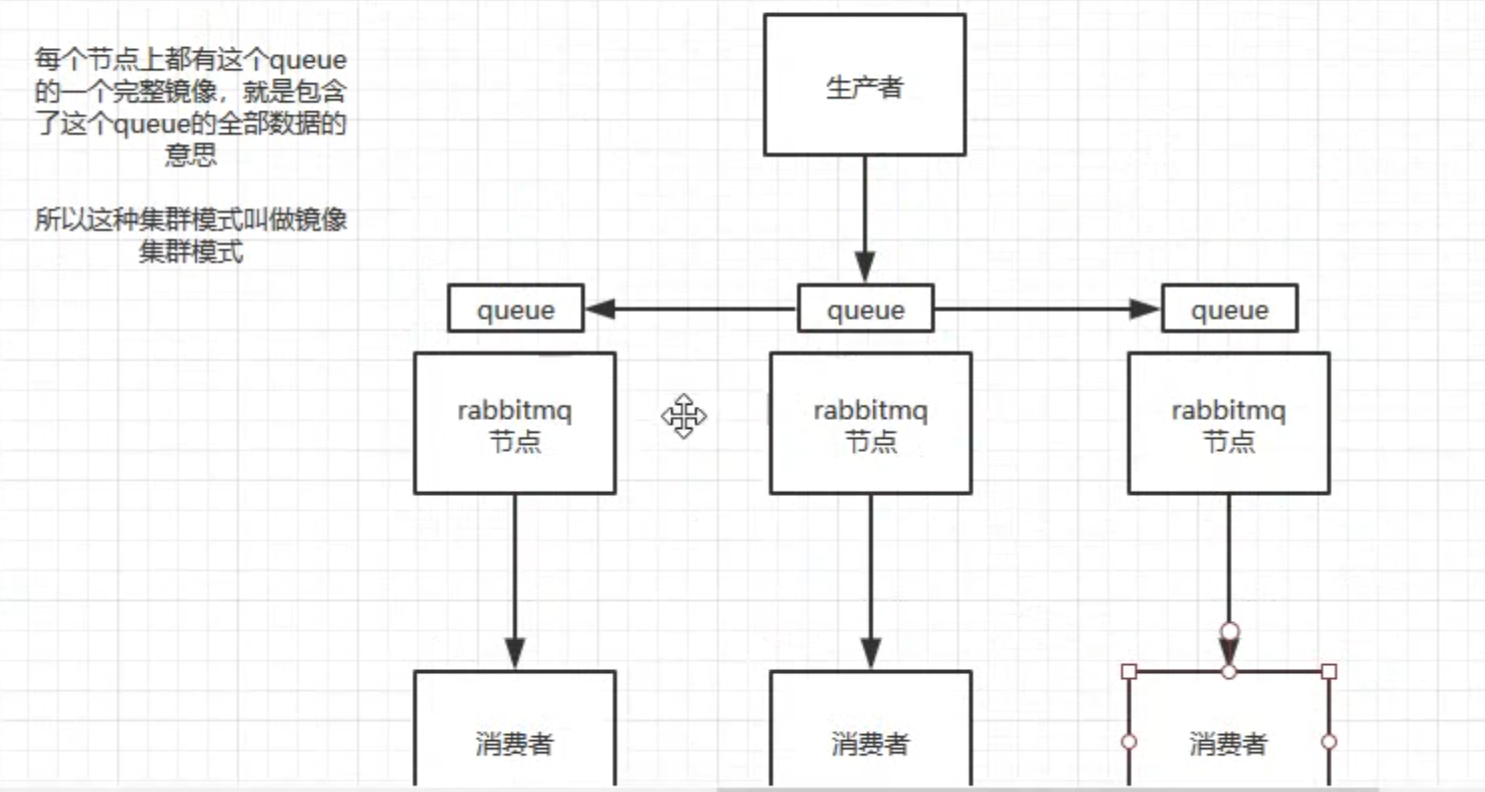 每个节点上都有这个queue
的一个完整镜像，就是包含
了这个queue的全部数据的
意思
所以这种集群模式叫做镜像
集群模式
生产者
queue
queue
queue
rabbitmq
节点
rabbitmq
节点
rabbitmq
节点
消费者
消费者
消费者